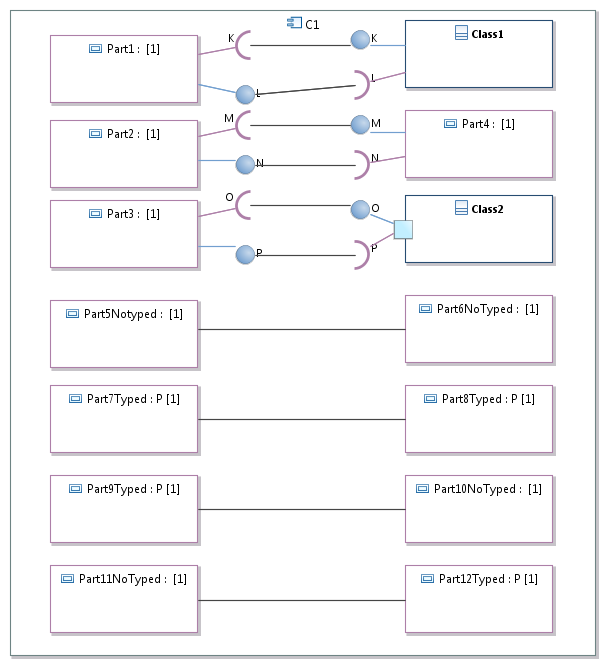 C1
Part1 : [1]
K
K
Class1
L
L
Part2 : [1]
M
M
Part4 : [1]
N
N
Part3 : [1]
O
O
Class2
P
P
Part5Notyped : [1]
Part6NoTyped : [1]
Part7Typed : P [1]
Part8Typed : P [1]
Part9Typed : P [1]
Part10NoTyped : [1]
Part11NoTyped : [1]
Part12Typed : P [1]